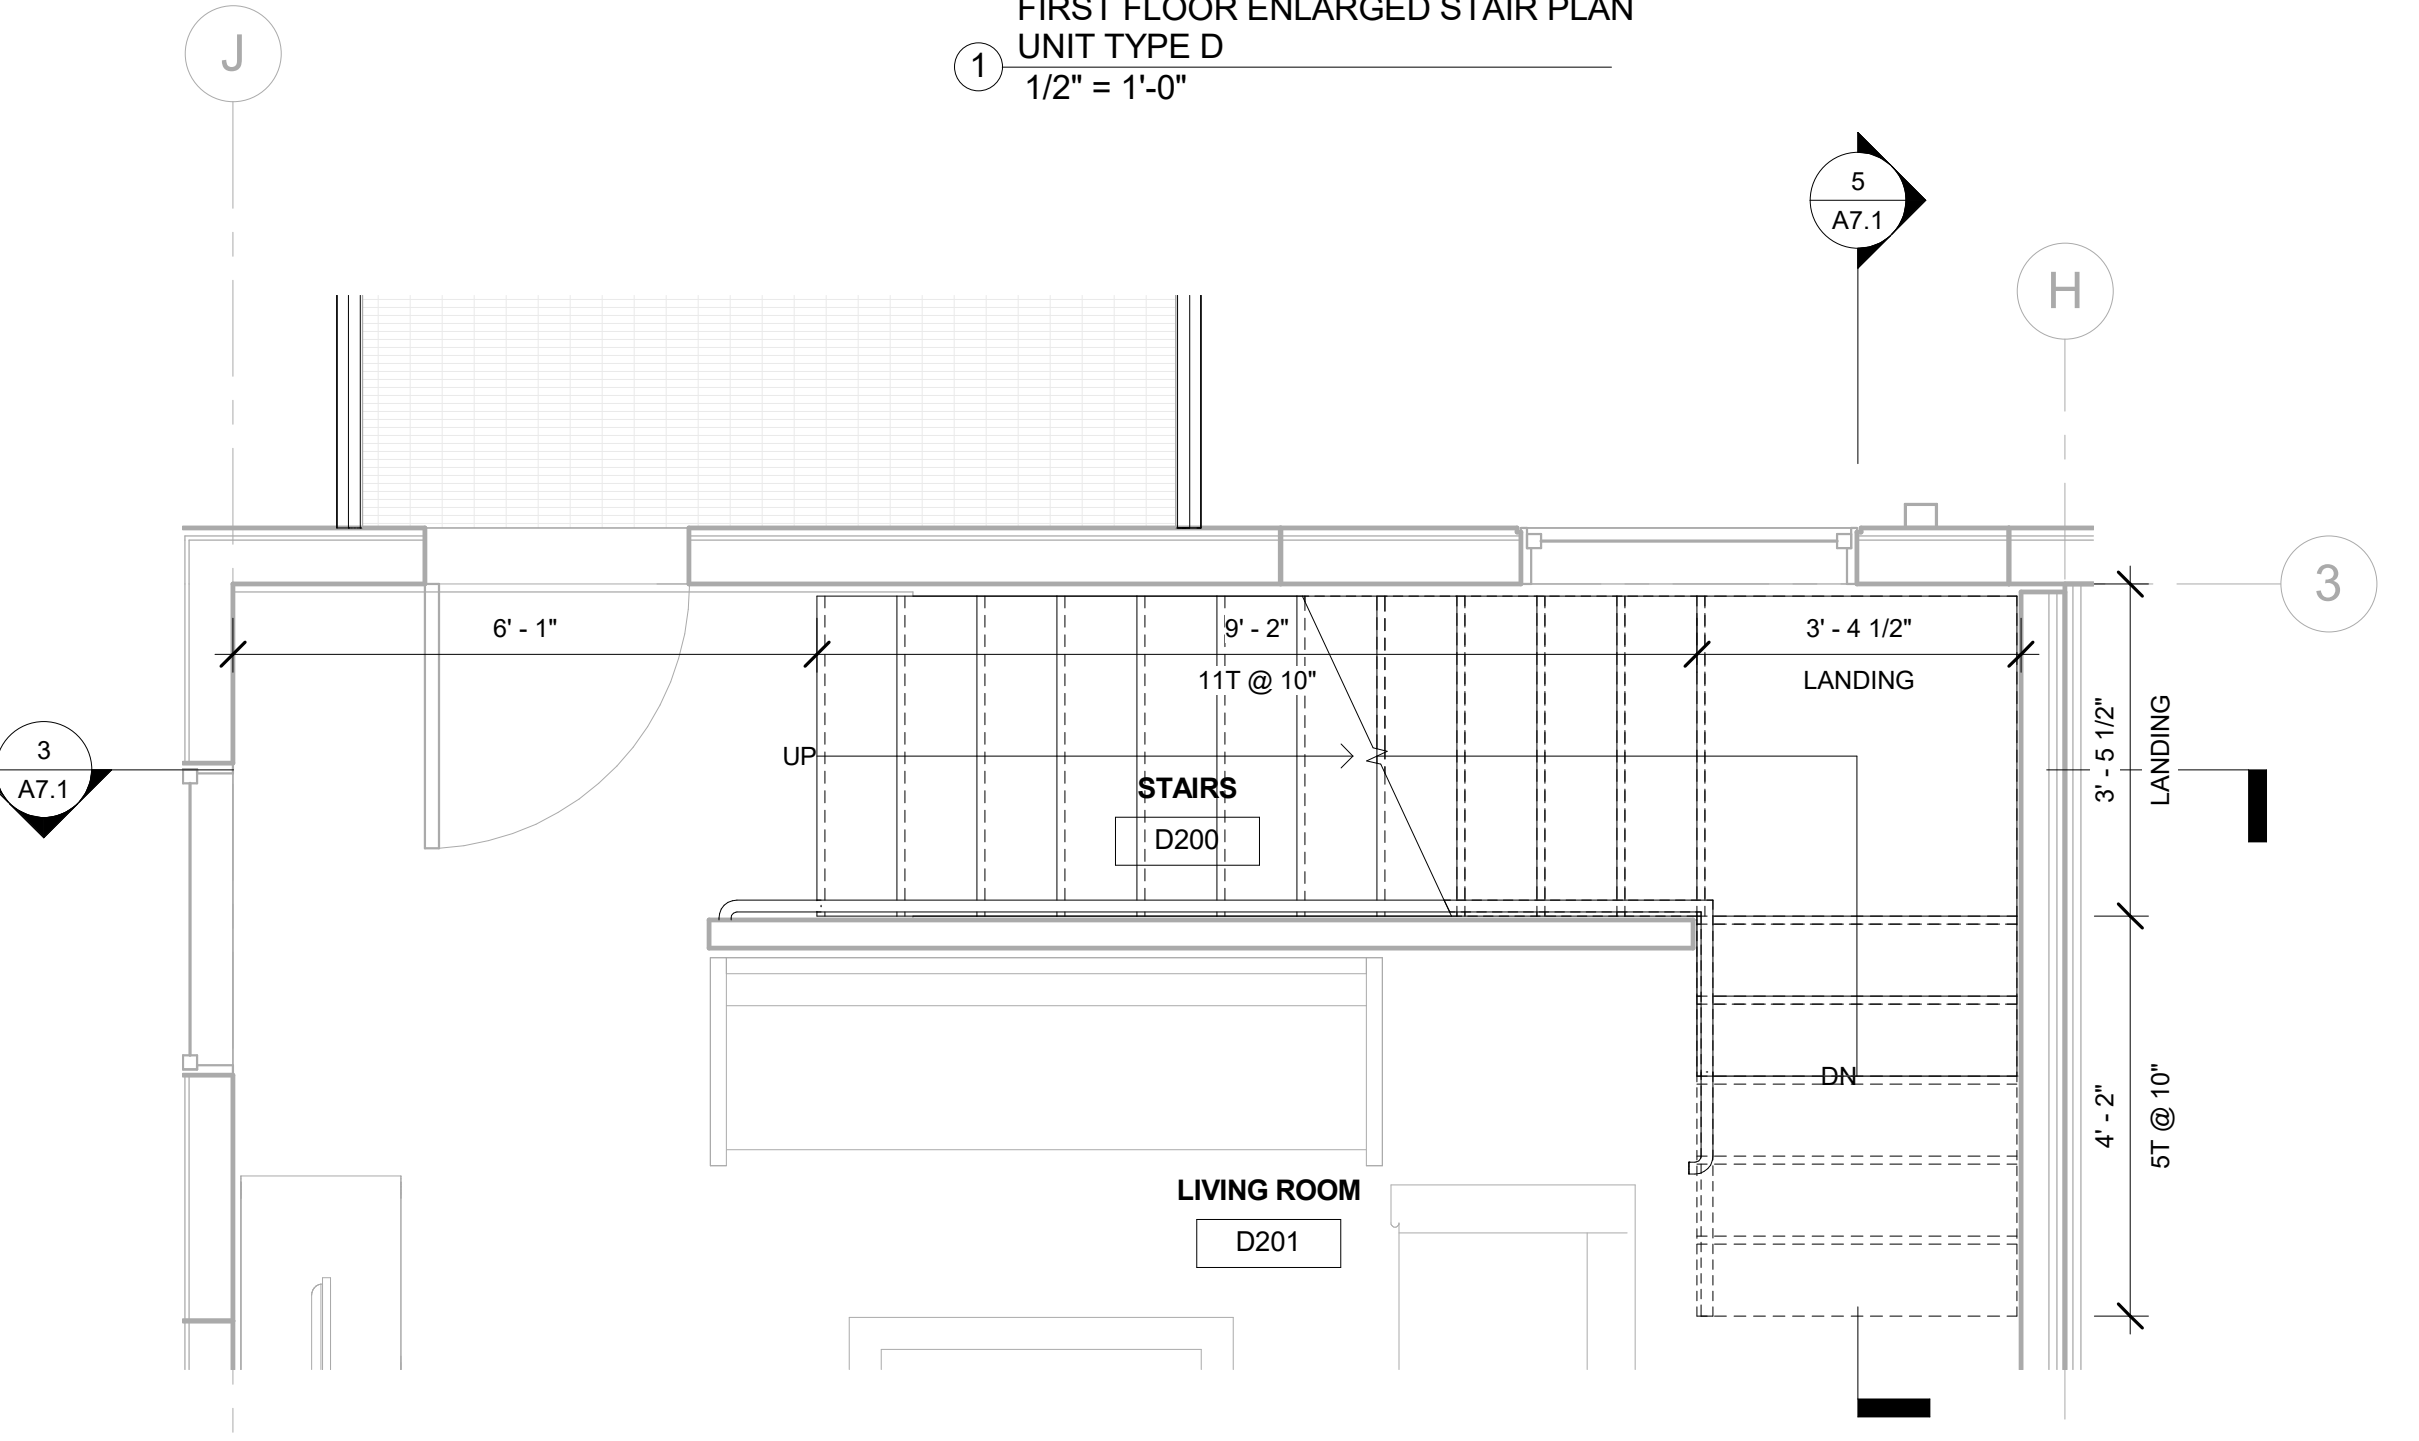 FIRST FLOOR ENLARGED STAIR PLAN
UNIT TYPE D
1
1/2" = 1'-0"
J
5
A7.1
H
3
6' - 1"
9' - 2"
3' - 4 1/2"
11T @ 10"
LANDING
3' - 5 1/2"
LANDING
UP
3
A7.1
STAIRS
D200
DN
4' - 2"
5T @ 10"
LIVING ROOM
D201